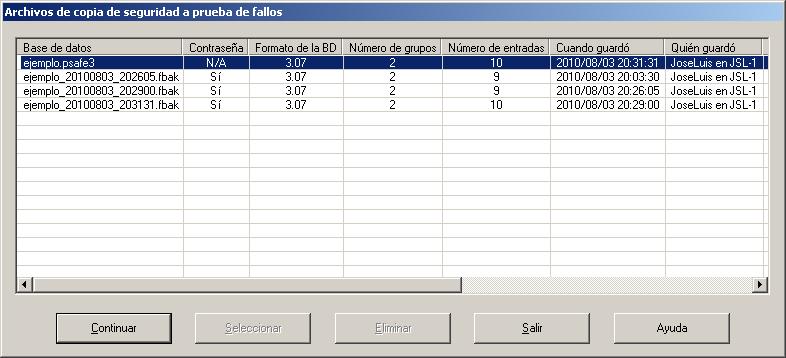 Archivos de copia de seguridad a prueba de fallos
Base de datos Contraseña Formato de la BD Número de grupos Número de entradas Cuando guardó Quién guardó
ejemplo.psafe3 N/A 3.07 2 10 2010/08/03 20:31:31 JoseLuis en JSL-1
ejemplo_20100803_202605.fbak Sí 3.07 2 9 2010/08/03 20:03:30 JoseLuis en JSL-1
ejemplo_20100803_202900.fbak Sí 3.07 2 9 2010/08/03 20:26:05 JoseLuis en JSL-1
ejemplo_20100803_203131.fbak Sí 3.07 2 10 2010/08/03 20:29:00 JoseLuis en JSL-1
Continuar Seleccionar Eliminar Salir Ayuda